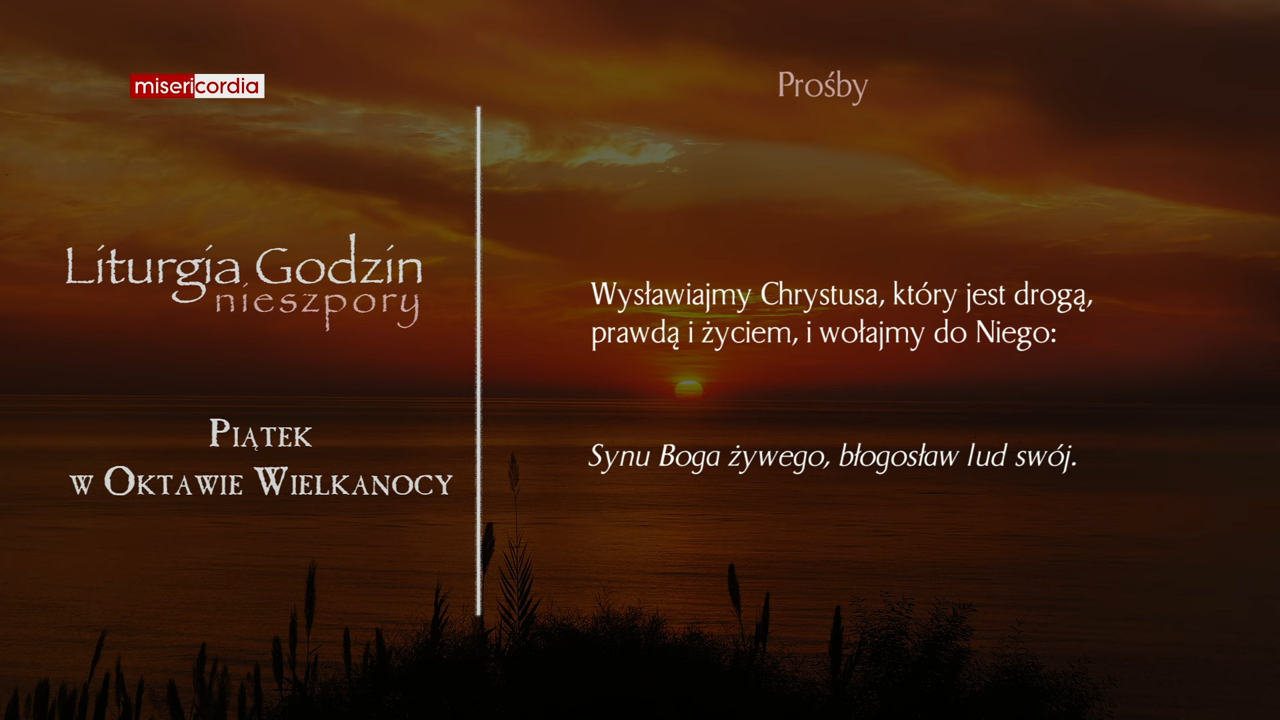 misericordia
Liturgia Godzin
nieszpory
Piątek
w Oktawie Wielkanocy
Prośby
Wysławiajmy Chrystusa, który jest drogą,
prawdą i życiem, i wołajmy do Niego:
Synu Boga żywego, błogosław lud swój.